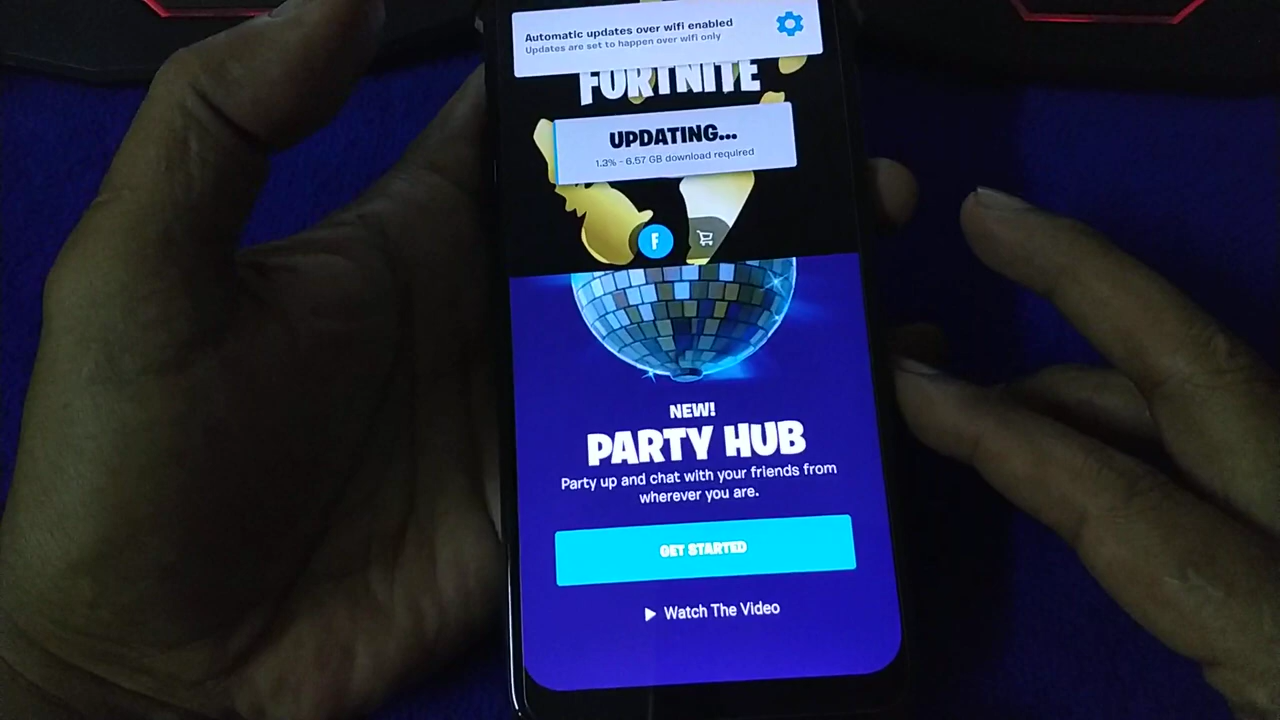 Automatic updates over wifi enabled
Updates are set to happen over wifi only
FORTNITE
UPDATING...
1.3% - 6.57 GB download required
F
NEW!
PARTY HUB
Party up and chat with your friends from
wherever you are.
GET STARTED
Watch The Video